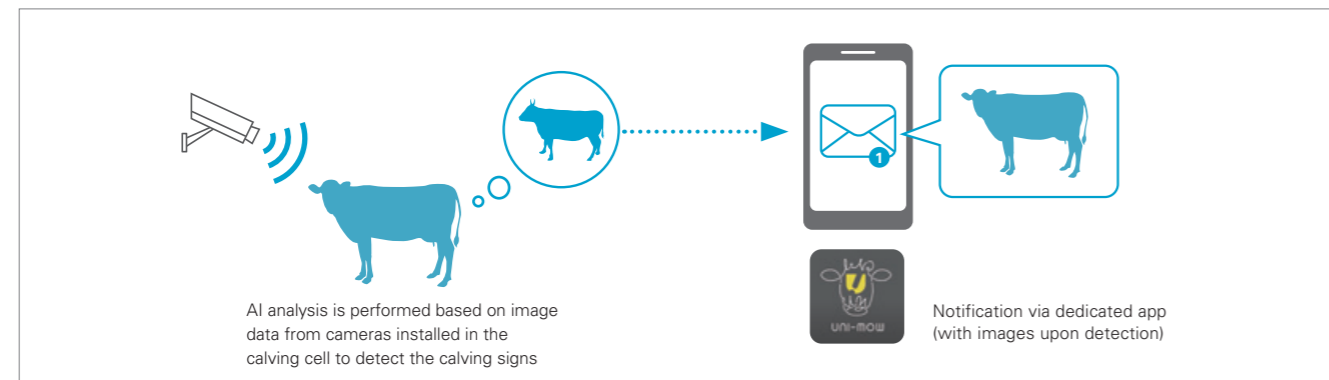 1
AI analysis is performed based on image
data from cameras installed in the
calving cell to detect the calving signs
UNI-MOW
Notification via dedicated app
(with images upon detection)